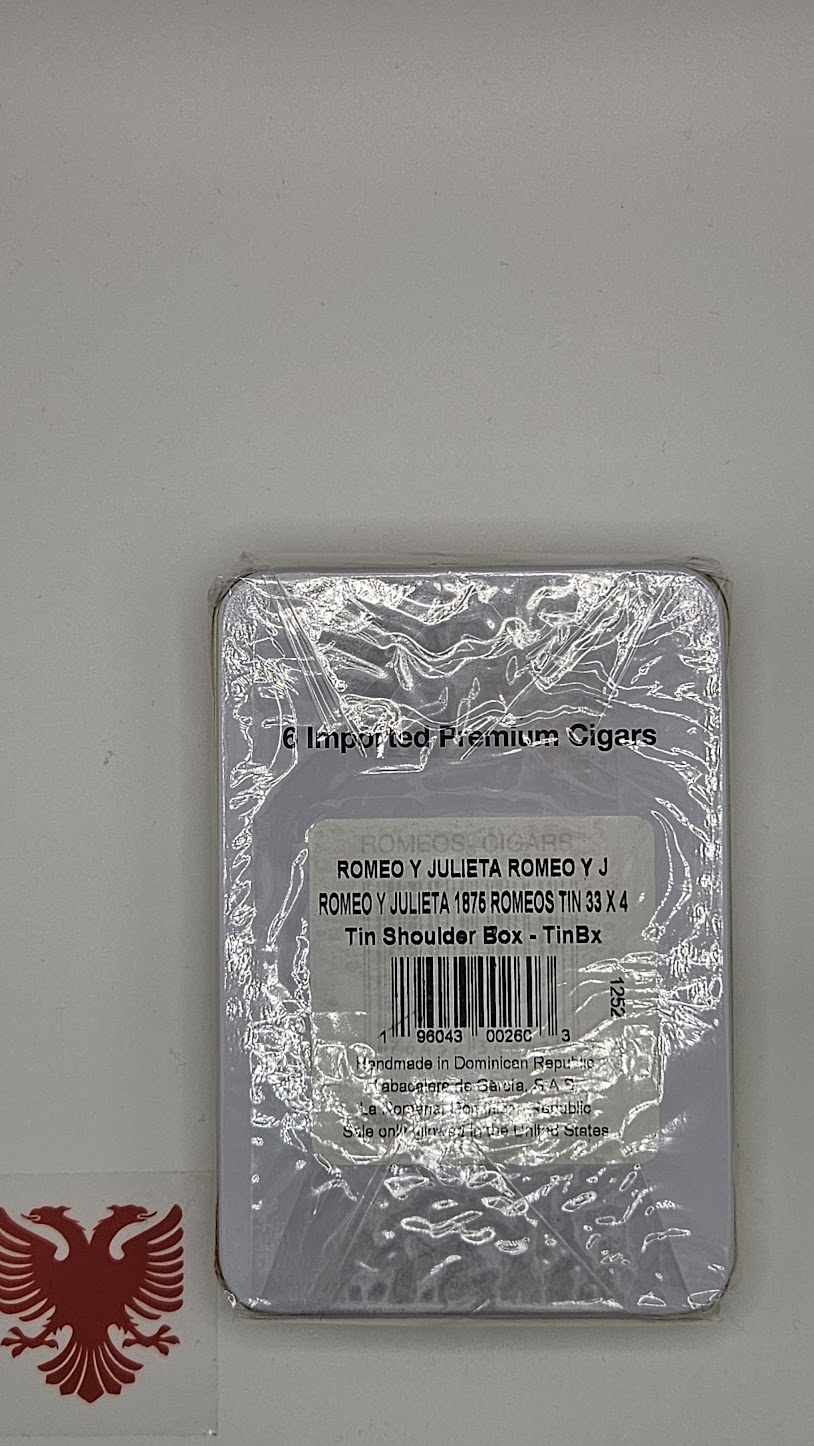 6 Imported Premium Cigars
ROMEOS, CIGARS
ROMEO Y JULIETA ROMEO Y J
ROMEO Y JULIETA 1875 ROMEOS TIN 33 X 4
Tin Shoulder Box - TinBx
1252
1 96043 00260 3
Handmade in Dominican Republic
Tabacalera de Garcia, S.A.S.
La Romana, Dominican Republic
Sale only allowed in the United States